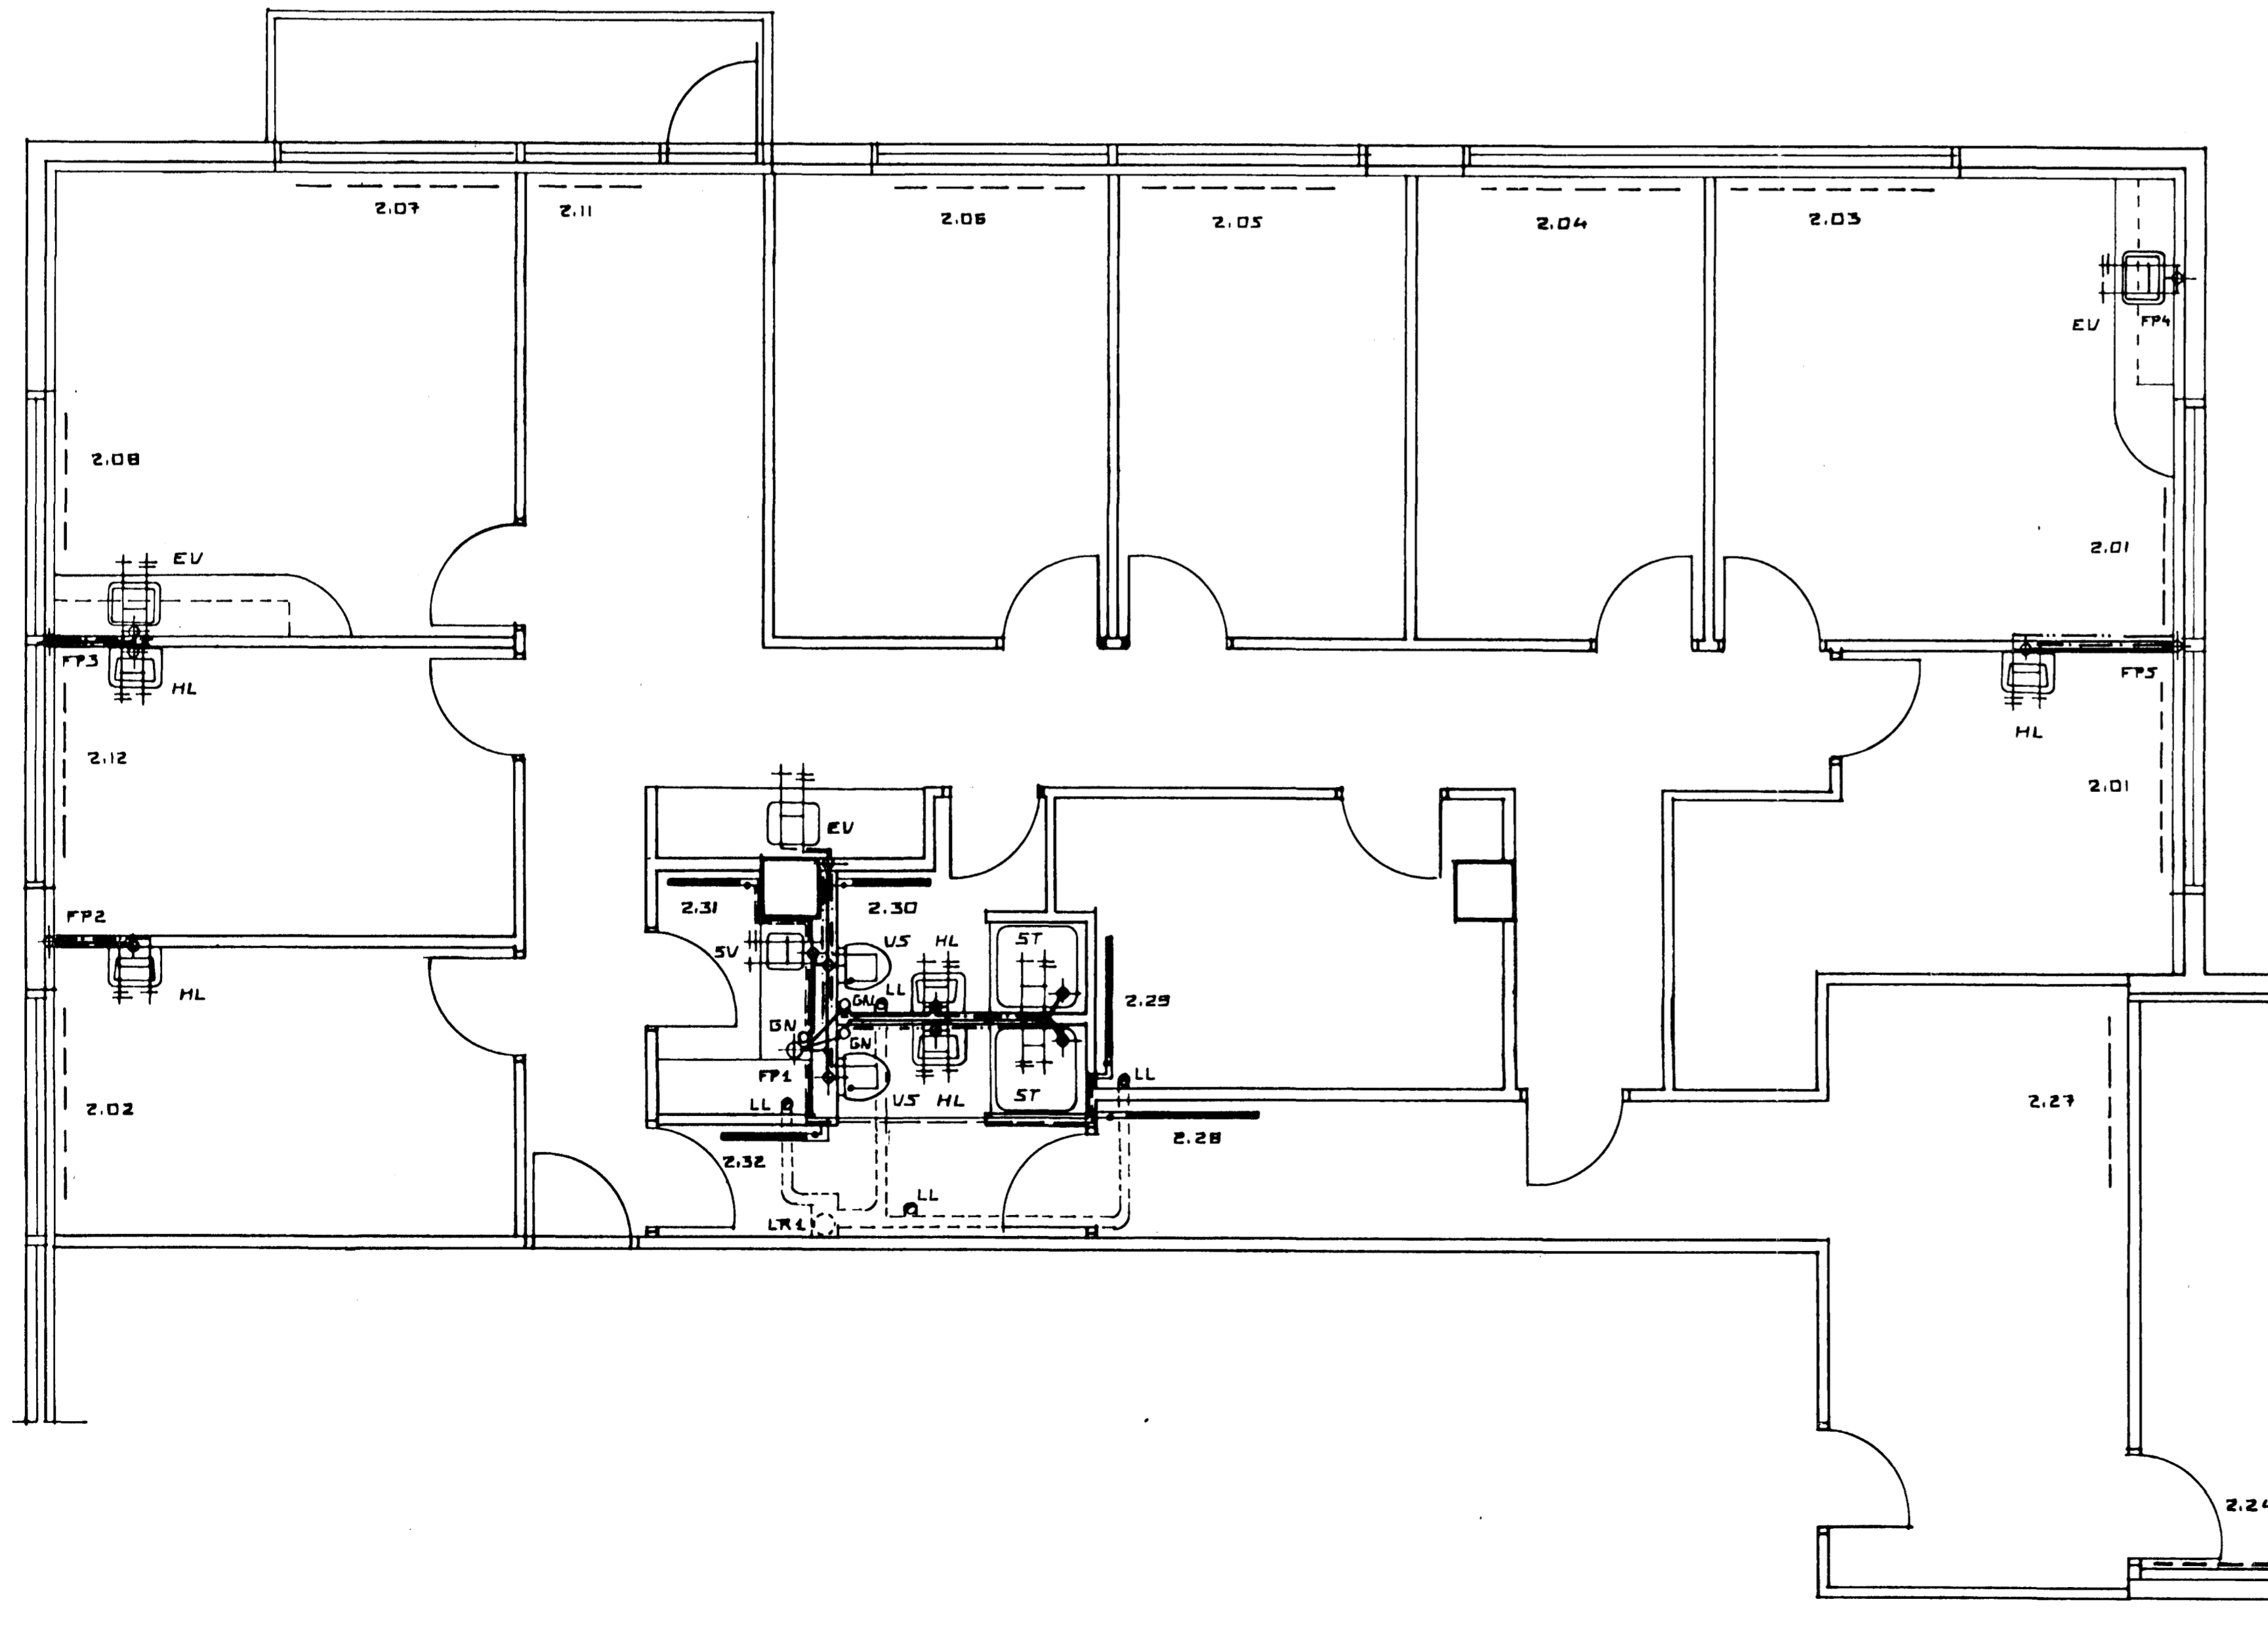 2.07
2.11
2.06
2.05
2.04
2.03
EV
FP4
2.08
2.01
EV
FP3
HL
FP5
HL
2.12
2.01
EV
2.31
2.30
FP2
SV
VS
HL
ST
HL
GN
LL
2.29
GN
GN
FP1
LL
LL
VS
HL
ST
2.02
2.27
2.28
2.32
LL
LR1